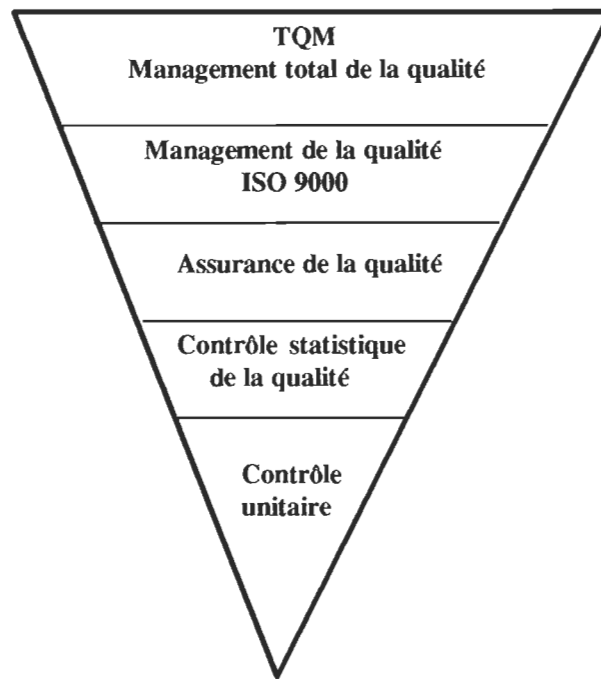 TQM
Management total de la qualité
Management de la qualité
ISO 9000
Assurance de la qualité
Contrôle statistique
de la qualité
Contrôle
unitaire